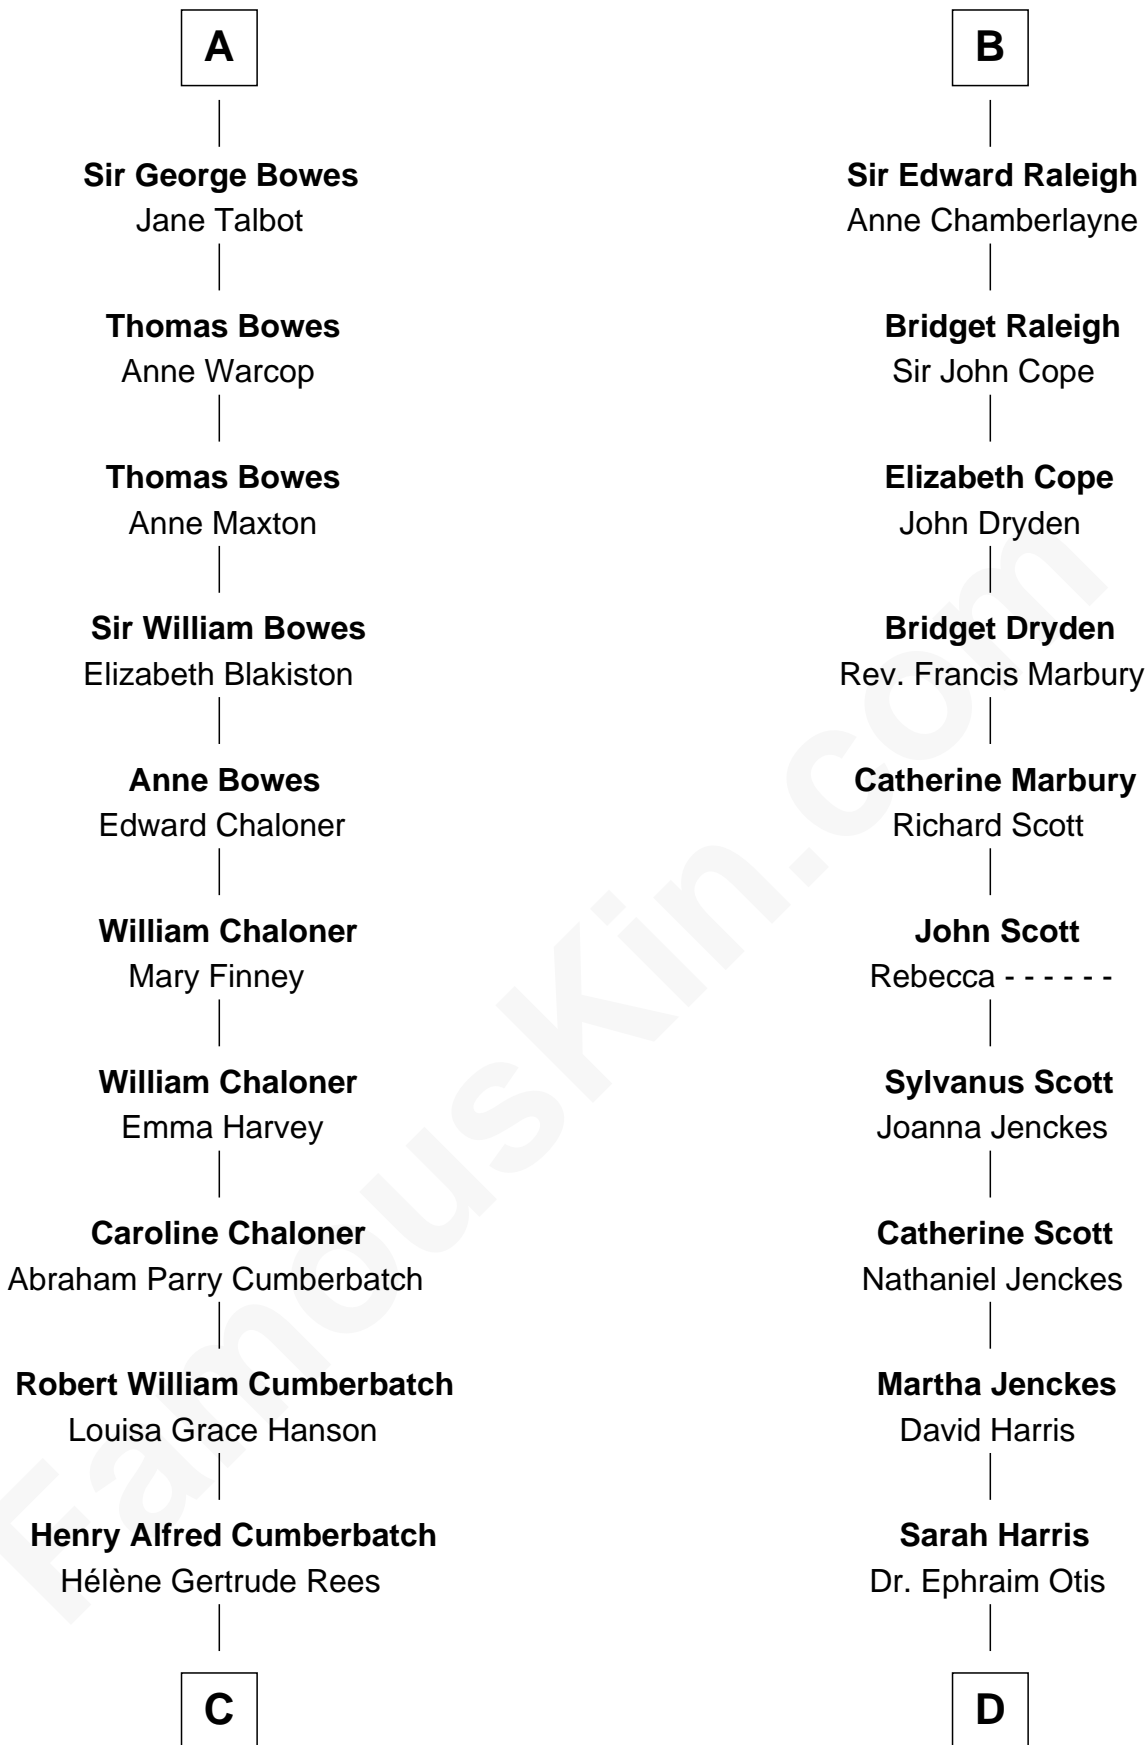 A
Sir George Bowes
Jane Talbot
Thomas Bowes
Anne Warcop
Thomas Bowes
Anne Maxton
Sir William Bowes
Elizabeth Blakiston
Anne Bowes
Edward Chaloner
William Chaloner
Mary Finney
William Chaloner
Emma Harvey
Caroline Chaloner
Abraham Parry Cumberbatch
Robert William Cumberbatch
Louisa Grace Hanson
Henry Alfred Cumberbatch
Hélène Gertrude Rees
C
B
Sir Edward Raleigh
Anne Chamberlayne
Bridget Raleigh
Sir John Cope
Elizabeth Cope
John Dryden
Bridget Dryden
Rev. Francis Marbury
Catherine Marbury
Richard Scott
John Scott
Rebecca - - - - - -
Sylvanus Scott
Joanna Jenckes
Catherine Scott
Nathaniel Jenckes
Martha Jenckes
David Harris
Sarah Harris
Dr. Ephraim Otis
D
FamousKin.com